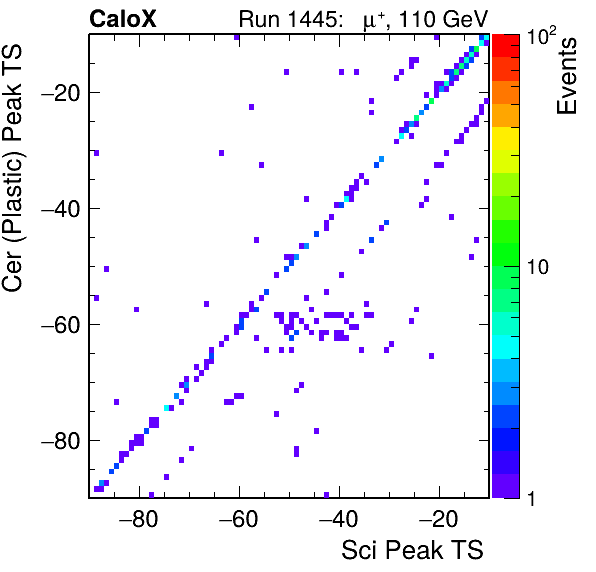 CaloX Run 1445: μ⁺, 110 GeV
Cer (Plastic) Peak TS
−20
−40
−60
−80
−80 −60 −40 −20
Sci Peak TS
10²
10
1
Events